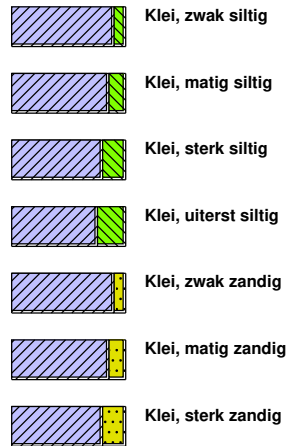 Klei, zwak siltig
Klei, matig siltig
Klei, sterk siltig
Klei, uiterst siltig
Klei, zwak zandig
Klei, matig zandig
Klei, sterk zandig